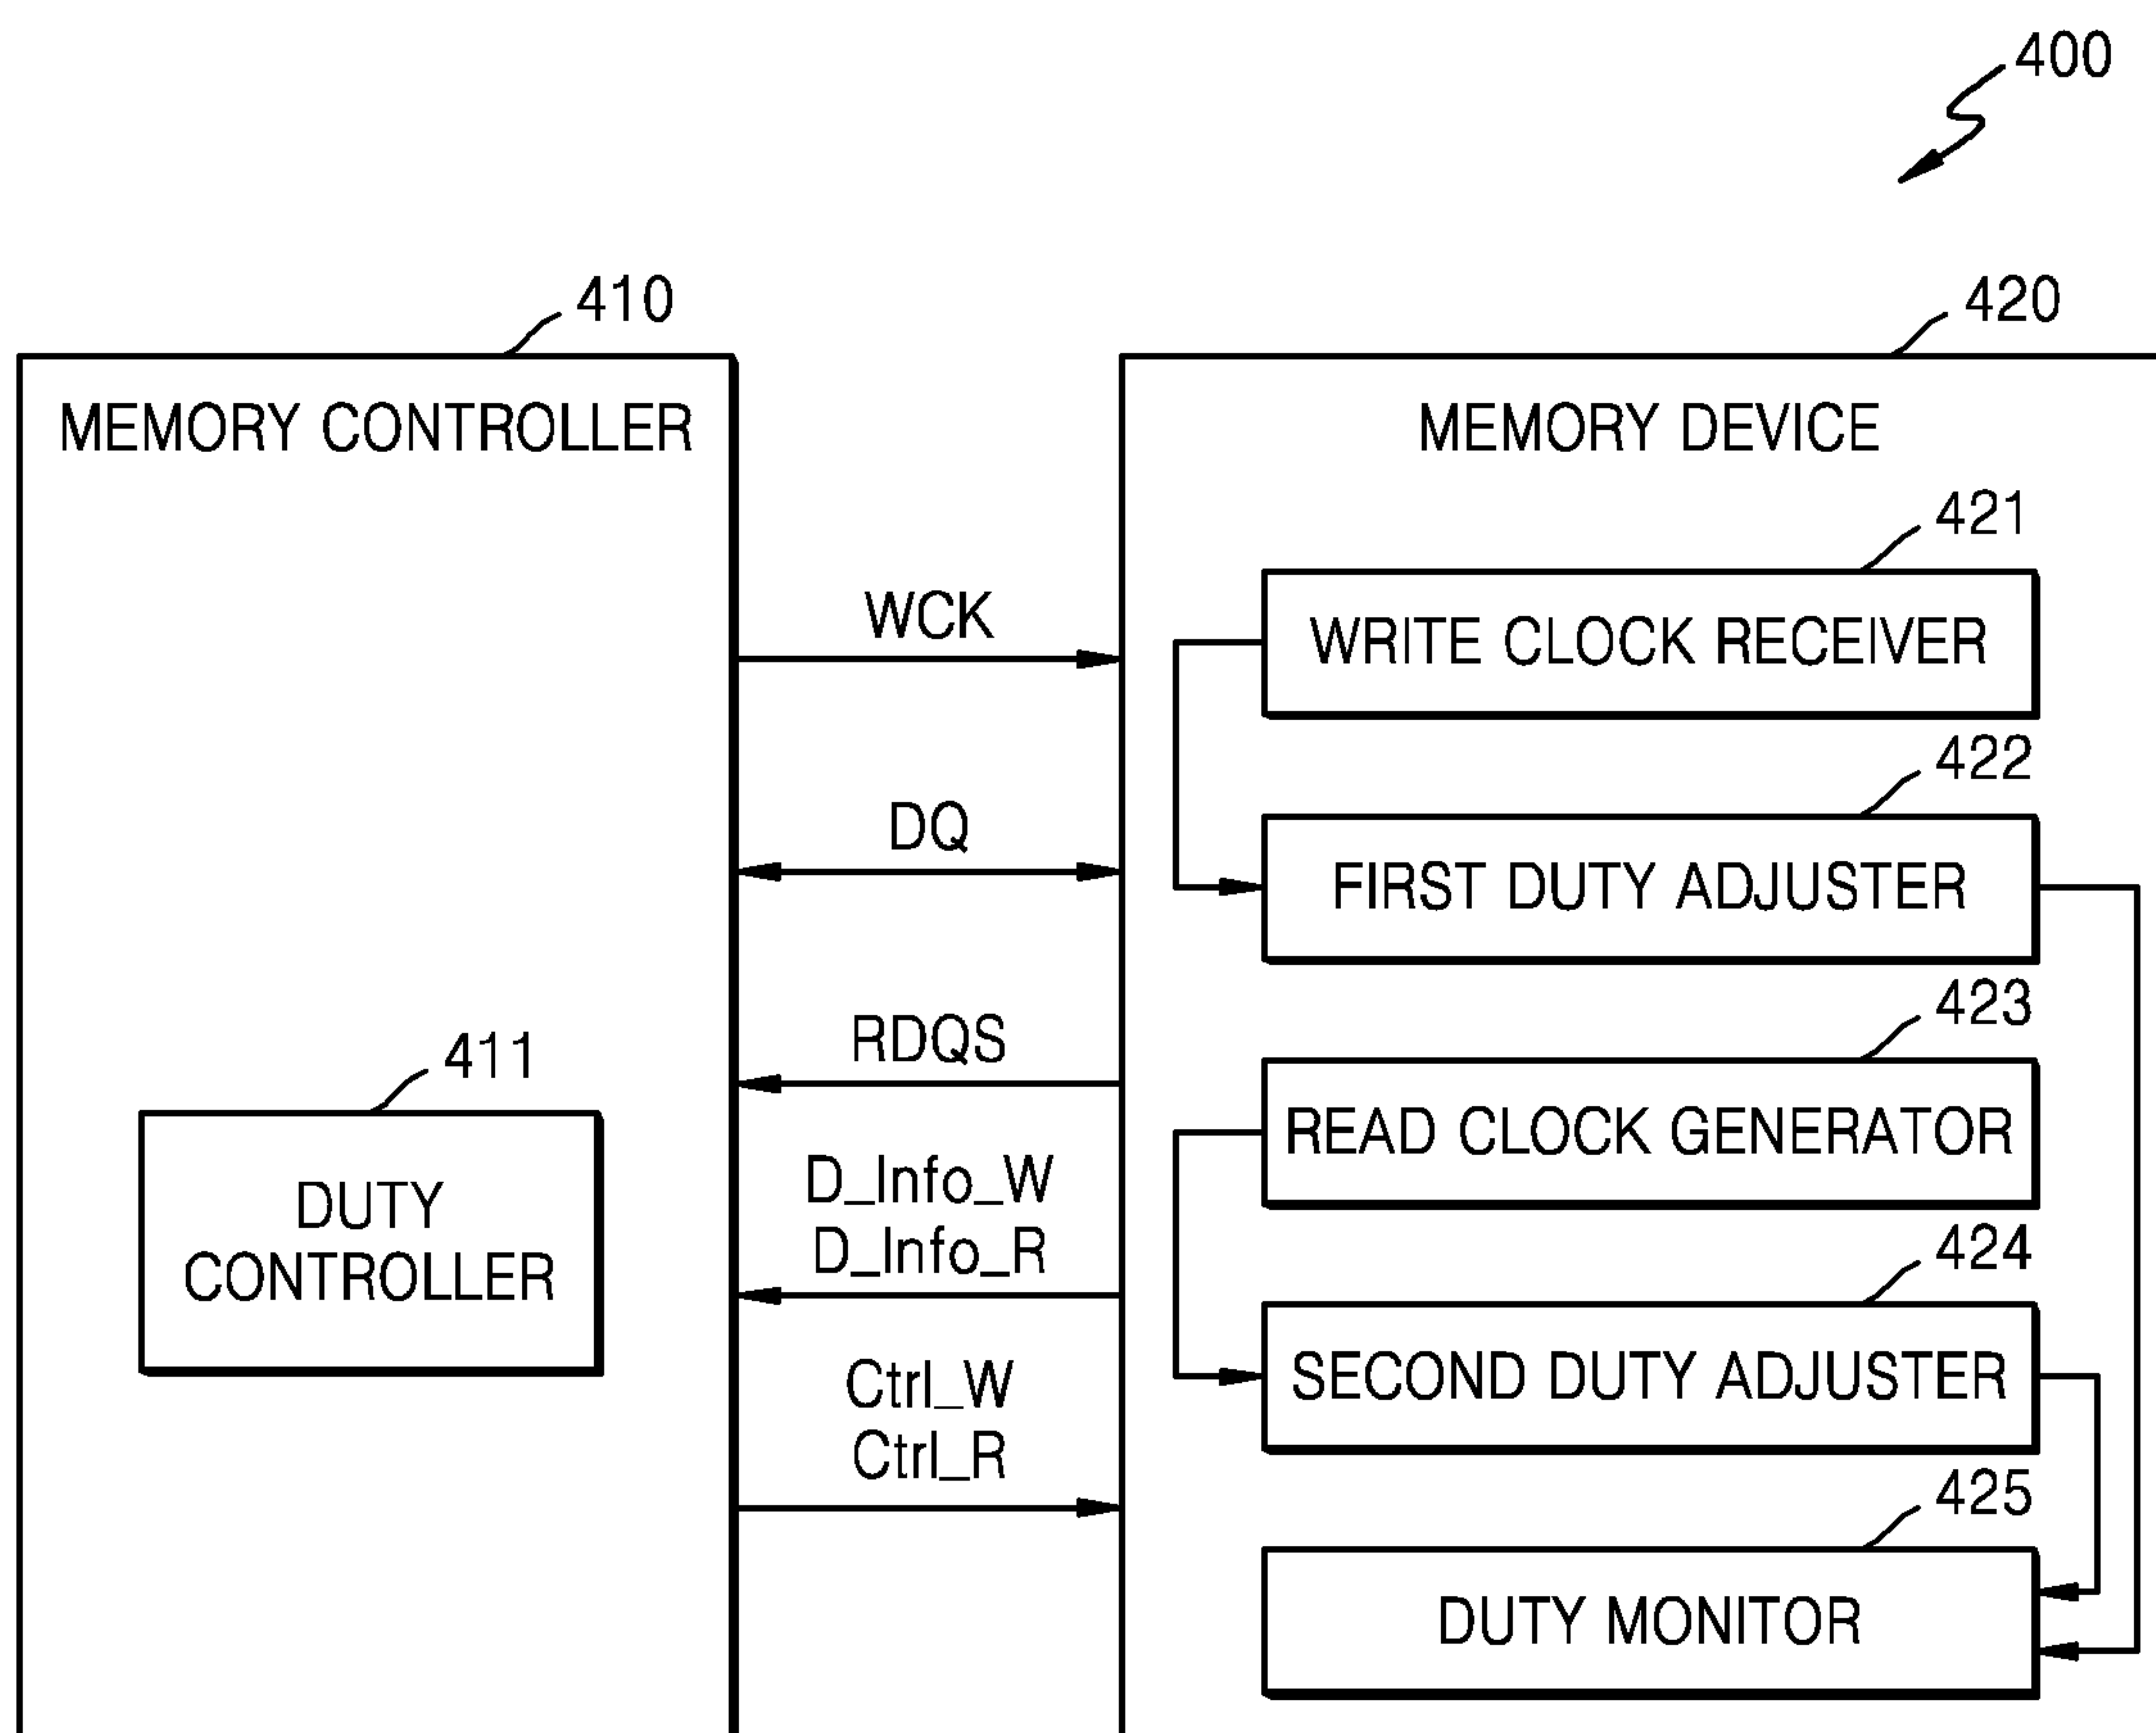 400
410
420
MEMORY CONTROLLER
MEMORY DEVICE
421
WRITE CLOCK RECEIVER
WCK
422
FIRST DUTY ADJUSTER
DQ
423
READ CLOCK GENERATOR
RDQS
411
DUTY
CONTROLLER
D_Info_W
D_Info_R
424
SECOND DUTY ADJUSTER
Ctrl_W
Ctrl_R
425
DUTY MONITOR